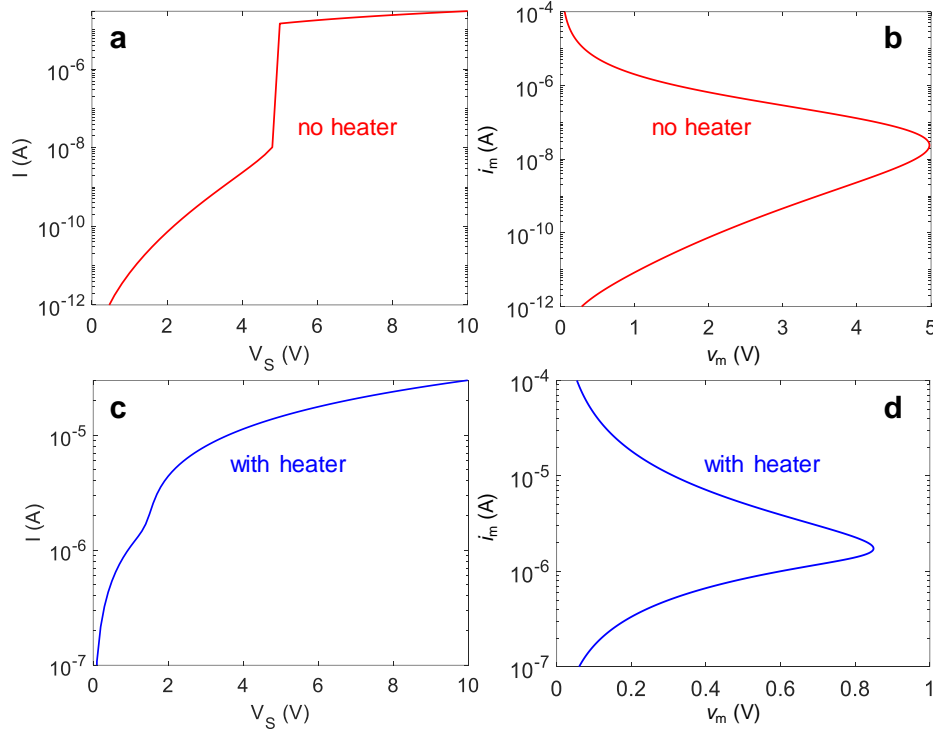 a
I (A)
10^-6
10^-8
10^-10
10^-12
no heater
0 2 4 6 8 10
V_S (V)
b
i_m (A)
10^-4
10^-6
10^-8
10^-10
10^-12
no heater
0 1 2 3 4 5
v_m (V)
c
I (A)
10^-5
10^-6
10^-7
with heater
0 2 4 6 8 10
V_S (V)
d
i_m (A)
10^-4
10^-5
10^-6
10^-7
with heater
0 0.2 0.4 0.6 0.8 1
v_m (V)